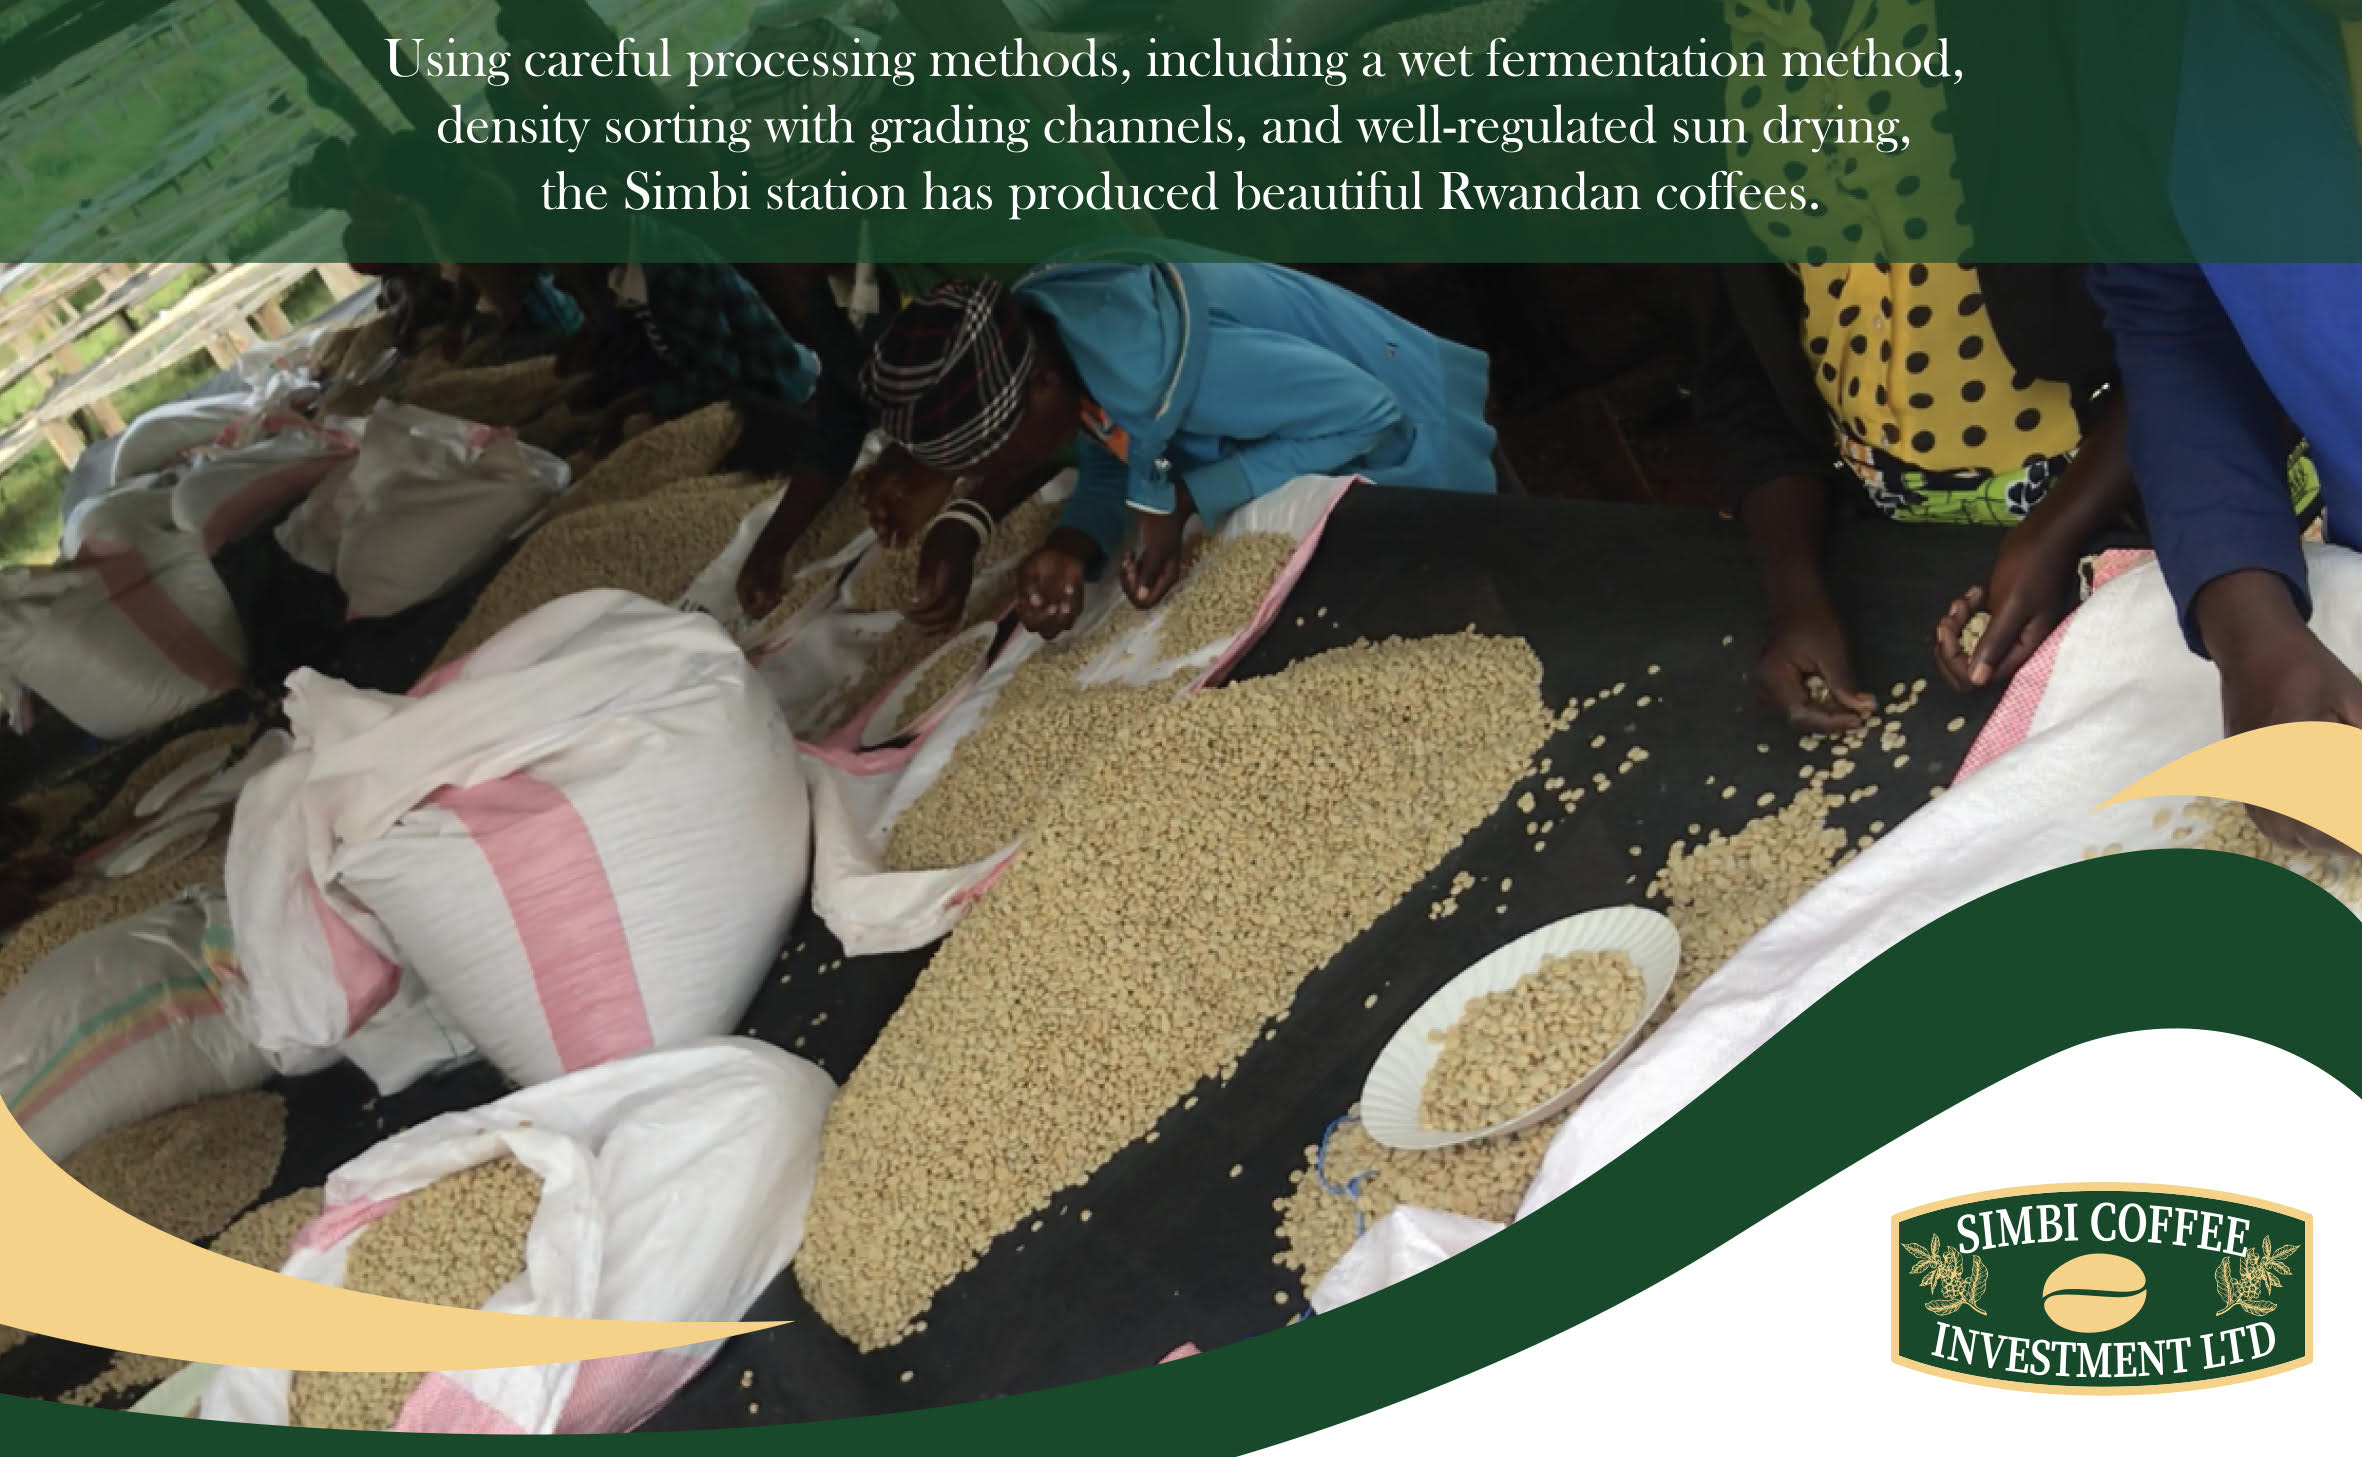 Using careful processing methods, including a wet fermentation method,
density sorting with grading channels, and well-regulated sun drying,
the Simbi station has produced beautiful Rwandan coffees.
SIMBI COFFEE
INVESTMENT LTD